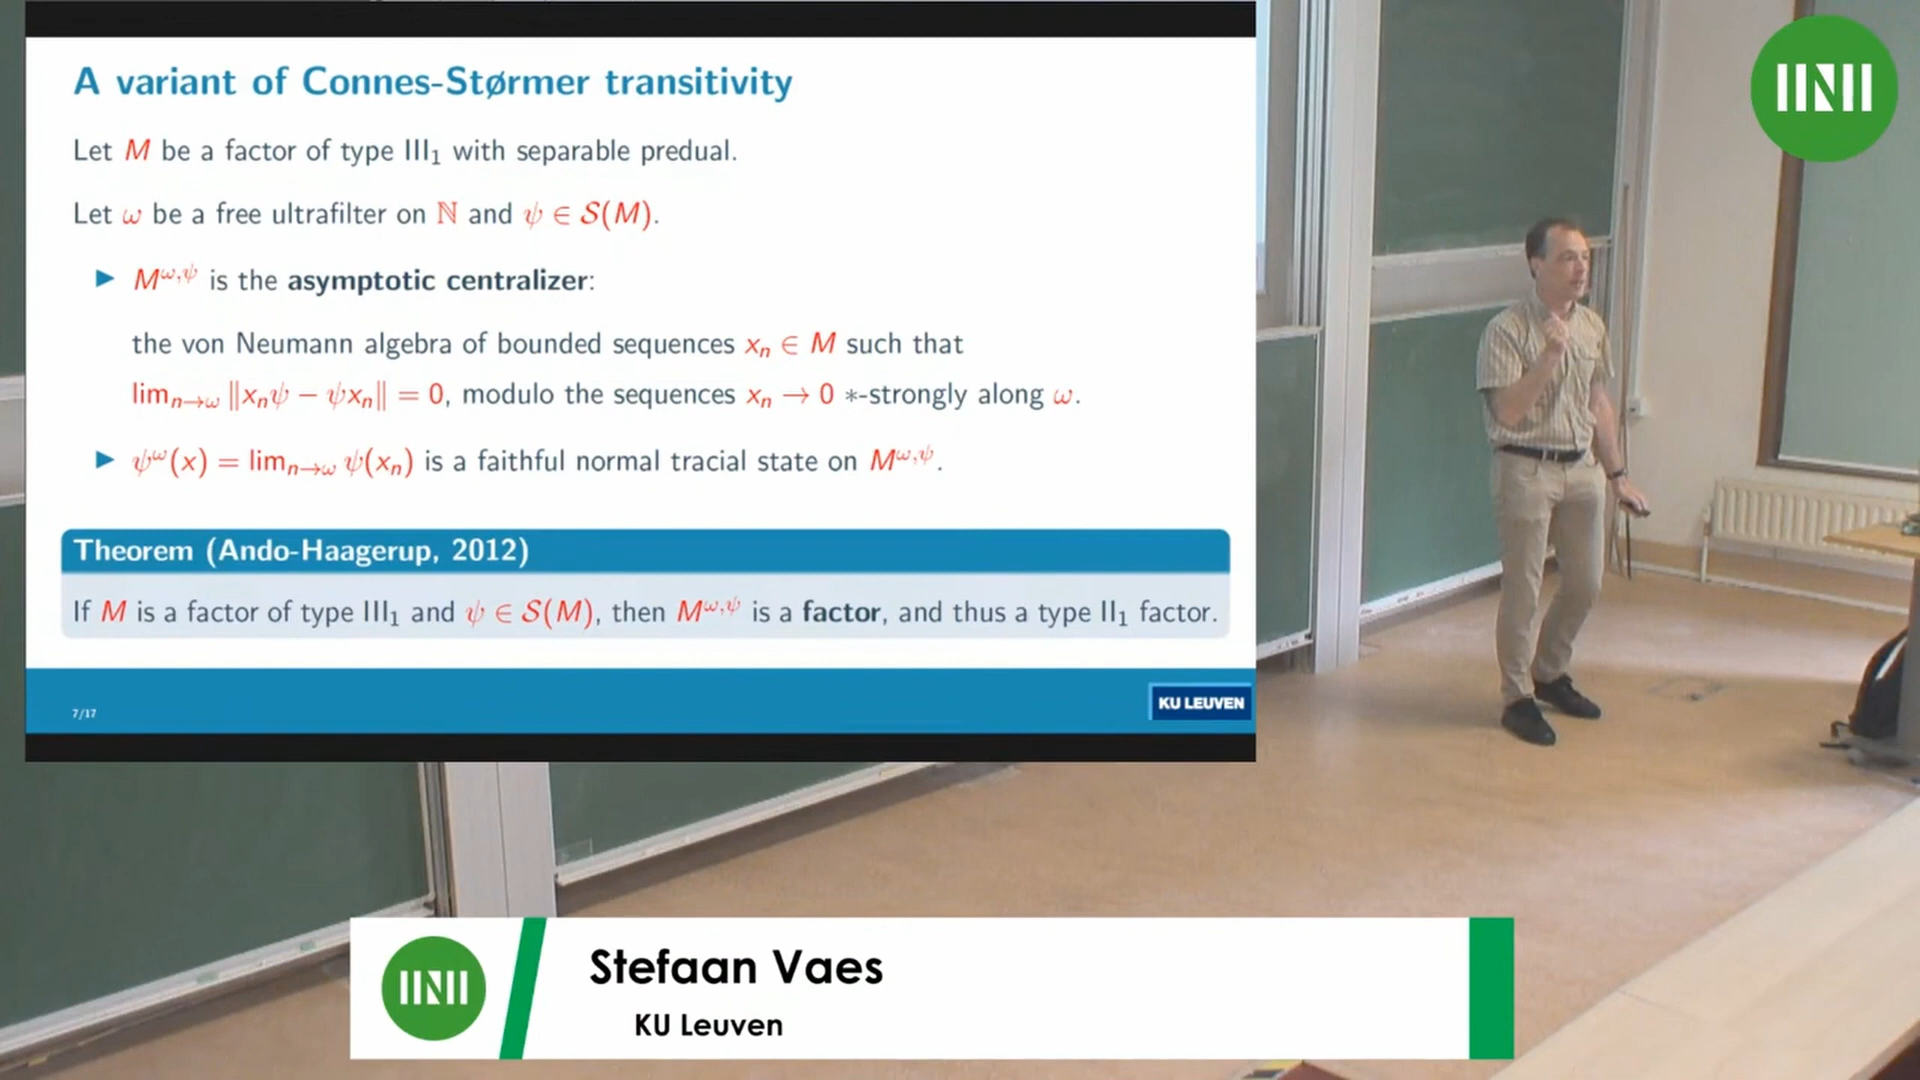 A variant of Connes-Størmer transitivity
Let M be a factor of type III₁ with separable predual.
Let ω be a free ultrafilter on ℕ and ψ ∈ S(M).
► M^{ω,ψ} is the asymptotic centralizer:
the von Neumann algebra of bounded sequences xₙ ∈ M such that
lim_{n→ω} ‖xₙψ − ψxₙ‖ = 0, modulo the sequences xₙ → 0 *-strongly along ω.
► ψ^ω(x) = lim_{n→ω} ψ(xₙ) is a faithful normal tracial state on M^{ω,ψ}.
Theorem (Ando-Haagerup, 2012)
If M is a factor of type III₁ and ψ ∈ S(M), then M^{ω,ψ} is a factor, and thus a type II₁ factor.
7/17
KU LEUVEN
Stefaan Vaes
KU Leuven